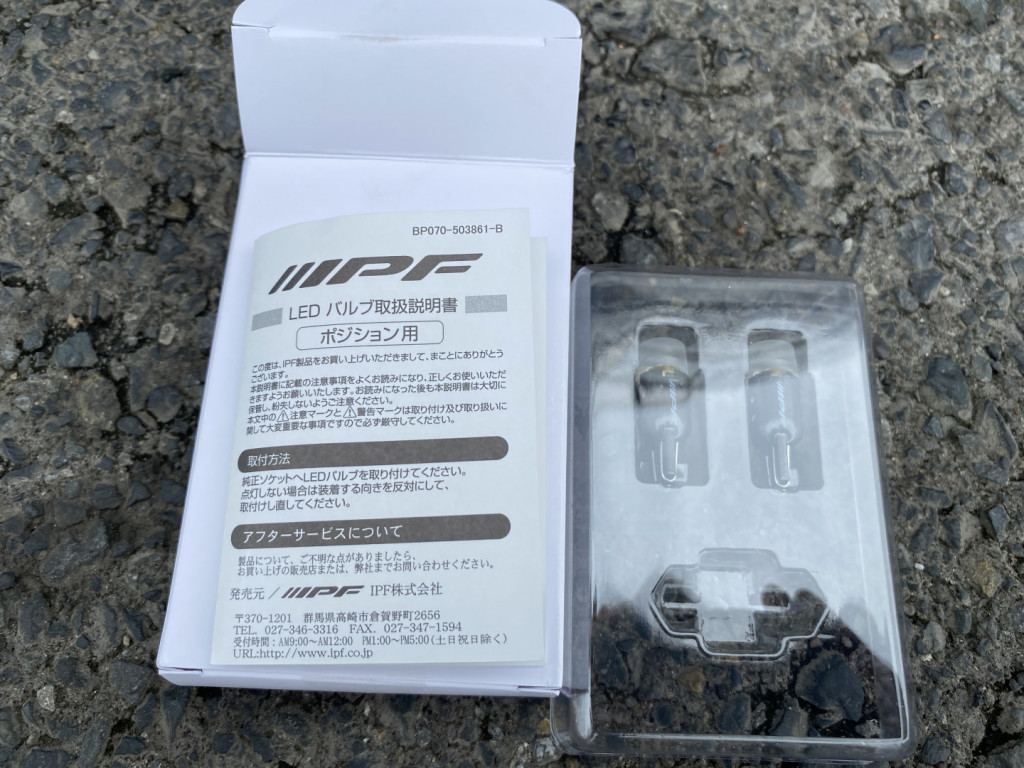 BP070-503861-B
IPF
LED バルブ取扱説明書
ポジション用
この度は、IPF製品をお買い上げいただきまして、まことにありがとう
ございます。
本説明書に記載の注意事項をよくお読みになり、正しくお使いいただ
きますようお願いいたします。お読みになった後も本説明書は大切に
保管し、紛失しないようご注意ください。
本文中の⚠注意マークと⚠警告マークは取り付け及び取り扱いに
関して大変重要な事項ですので必ず厳守してください。
取付方法
純正ソケットへLEDバルブを取り付けてください。
点灯しない場合は装着する向きを反対にして、
取付けし直してください。
アフターサービスについて
製品について、ご不明な点がありましたら、
お買い上げの販売店または、弊社までお問い合わせください。
発売元 / IPF IPF株式会社
〒370-1201 群馬県高崎市倉賀野町2656
TEL. 027-346-3316 FAX. 027-347-1594
受付時間：AM9:00〜AM12:00 PM1:00〜PM5:00(土日祝日除く)
URL:http://www.ipf.co.jp